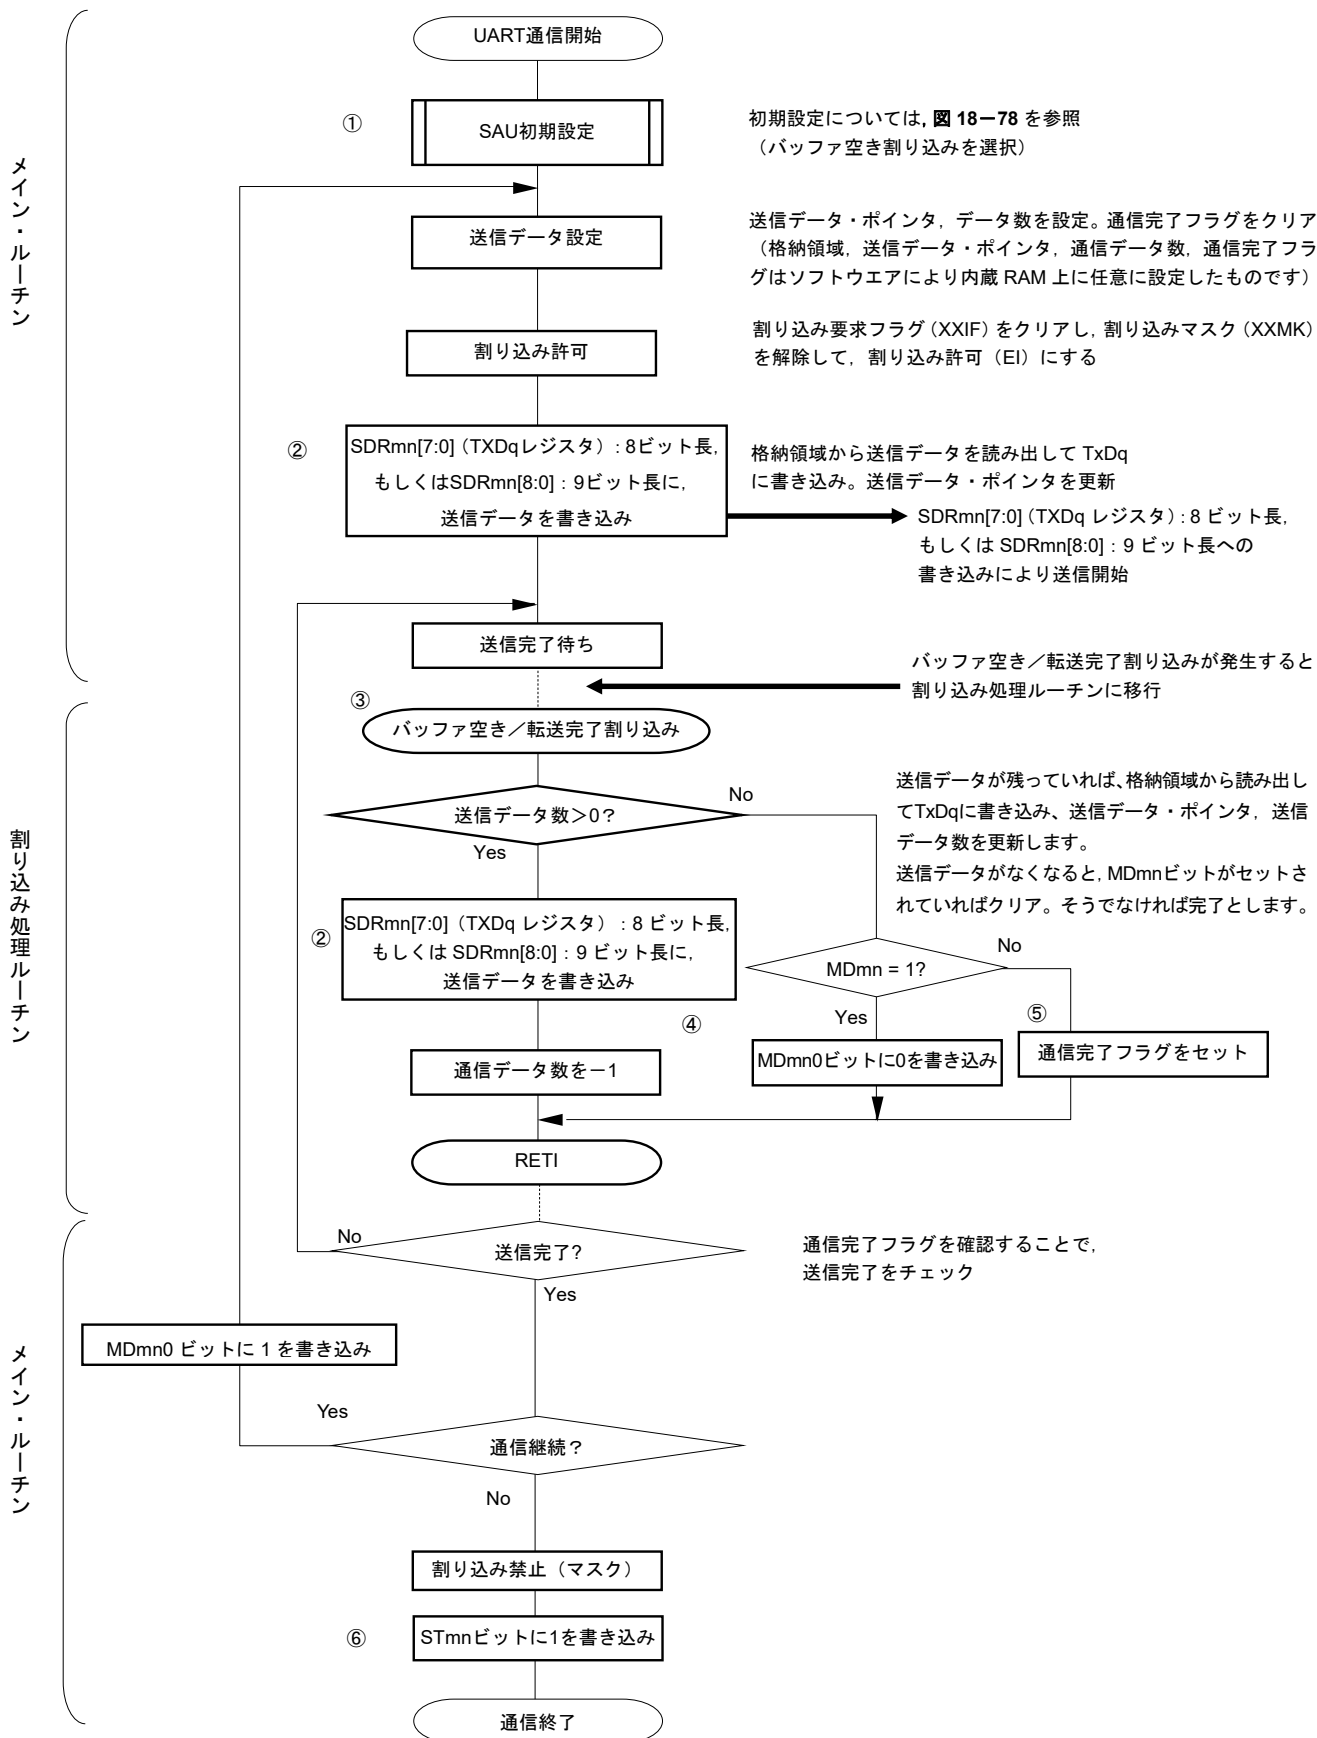 UART通信開始
①
SAU初期設定
初期設定については,図 18-78 を参照
（バッファ空き割り込みを選択）
メイン・ルーチン
送信データ設定
送信データ・ポインタ，データ数を設定。通信完了フラグをクリア
（格納領域，送信データ・ポインタ，通信データ数，通信完了フラ
グはソフトウエアにより内蔵 RAM 上に任意に設定したものです）
割り込み許可
割り込み要求フラグ（XXIF）をクリアし，割り込みマスク（XXMK）
を解除して，割り込み許可（EI）にする
②
SDRmn[7:0]（TXDqレジスタ）：8ビット長,
もしくはSDRmn[8:0]：9ビット長に,
送信データを書き込み
格納領域から送信データを読み出して TxDq
に書き込み。送信データ・ポインタを更新
SDRmn[7:0]（TXDq レジスタ）：8 ビット長,
もしくは SDRmn[8:0]：9 ビット長への
書き込みにより送信開始
送信完了待ち
バッファ空き／転送完了割り込みが発生すると
割り込み処理ルーチンに移行
③
バッファ空き／転送完了割り込み
割り込み処理ルーチン
送信データ数＞0？
No
Yes
送信データが残っていれば、格納領域から読み出し
てTxDqに書き込み、送信データ・ポインタ，送信
データ数を更新します。
送信データがなくなると, MDmnビットがセットさ
れていればクリア。そうでなければ完了とします。
②
SDRmn[7:0]（TXDq レジスタ）：8 ビット長,
もしくは SDRmn[8:0]：9 ビット長に,
送信データを書き込み
MDmn = 1?
No
Yes
④
⑤
MDmn0ビットに0を書き込み
通信完了フラグをセット
通信データ数を－1
RETI
No
送信完了?
Yes
通信完了フラグを確認することで,
送信完了をチェック
メイン・ルーチン
MDmn0 ビットに 1 を書き込み
Yes
通信継続？
No
割り込み禁止（マスク）
⑥
STmnビットに1を書き込み
通信終了